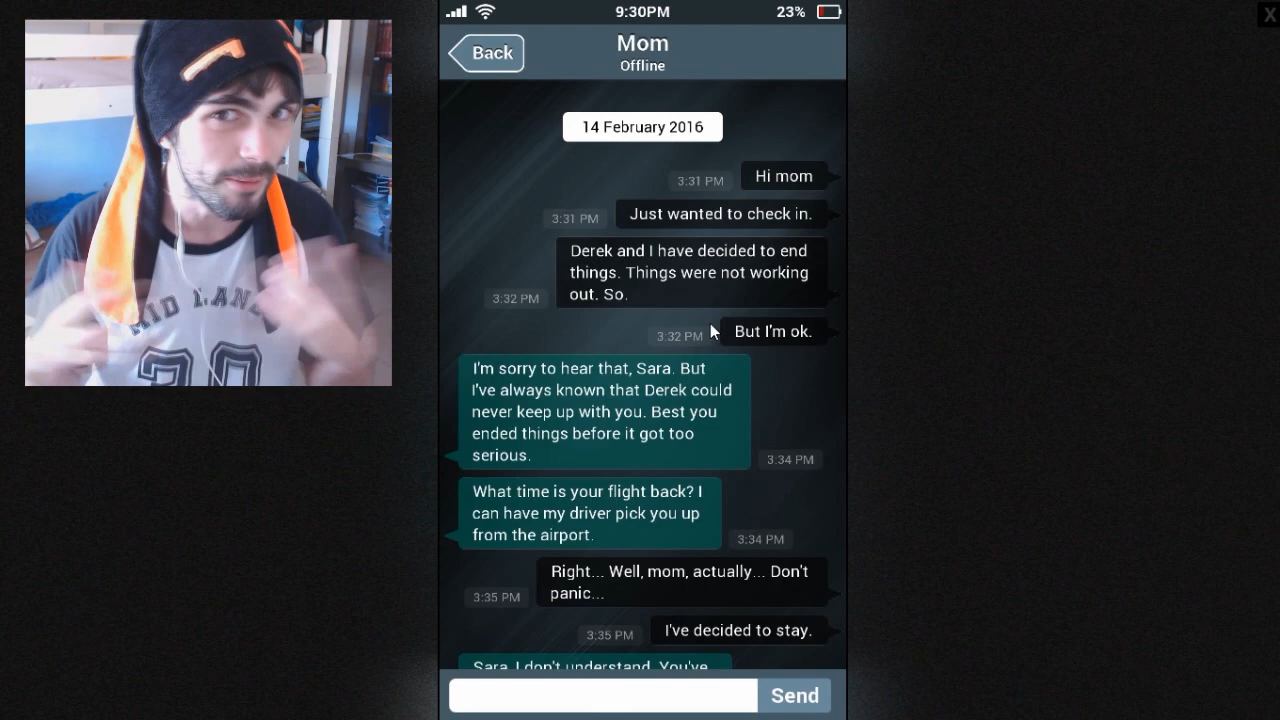 9:30PM
23%
X
Back
Mom
Offline
14 February 2016
3:31 PM
Hi mom
3:31 PM
Just wanted to check in.
Derek and I have decided to end
things. Things were not working
out. So.
3:32 PM
3:32 PM
But I'm ok.
I'm sorry to hear that, Sara. But
I've always known that Derek could
never keep up with you. Best you
ended things before it got too
serious.
3:34 PM
What time is your flight back? I
can have my driver pick you up
from the airport.
3:34 PM
Right... Well, mom, actually... Don't
panic...
3:35 PM
3:35 PM
I've decided to stay.
Sara, I don't understand. You've
Send